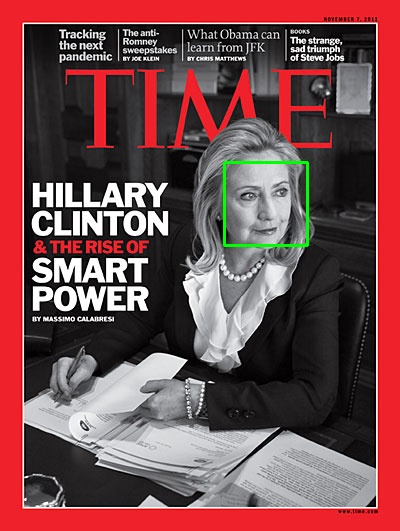 NOVEMBER 7, 2011
Tracking
the next
pandemic
The anti-
Romney
sweepstakes
BY JOE KLEIN
What Obama can
learn from JFK
BY CHRIS MATTHEWS
BOOKS
The strange,
sad triumph
of Steve Jobs
TIME
HILLARY
CLINTON
& THE RISE OF
SMART
POWER
BY MASSIMO CALABRESI
www.time.com